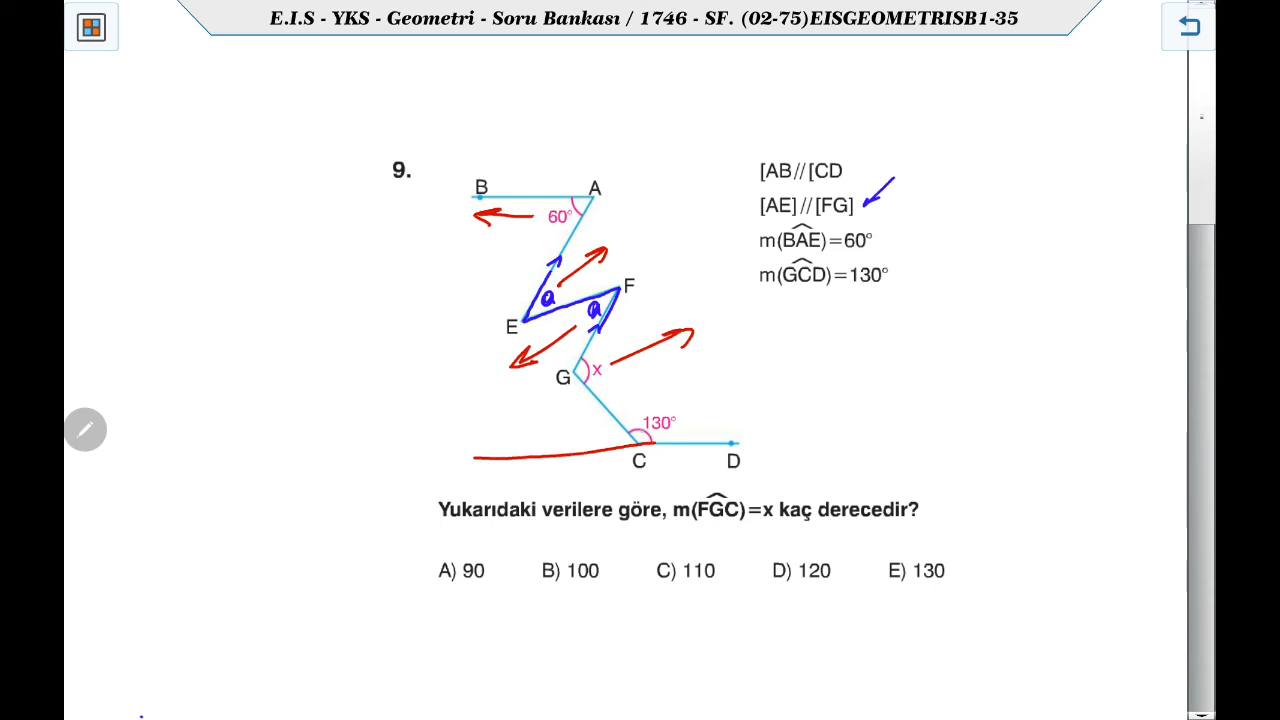 E.I.S - YKS - Geometri - Soru Bankası / 1746 - SF. (02-75)EISGEOMETRISB1-35
9.
B
A
60°
a
F
a
E
G
x
130°
C
D
[AB//[CD
[AE]//[FG]
m(BAE)=60°
m(GCD)=130°
Yukarıdaki verilere göre, m(FGC)=x kaç derecedir?
A) 90 B) 100 C) 110 D) 120 E) 130